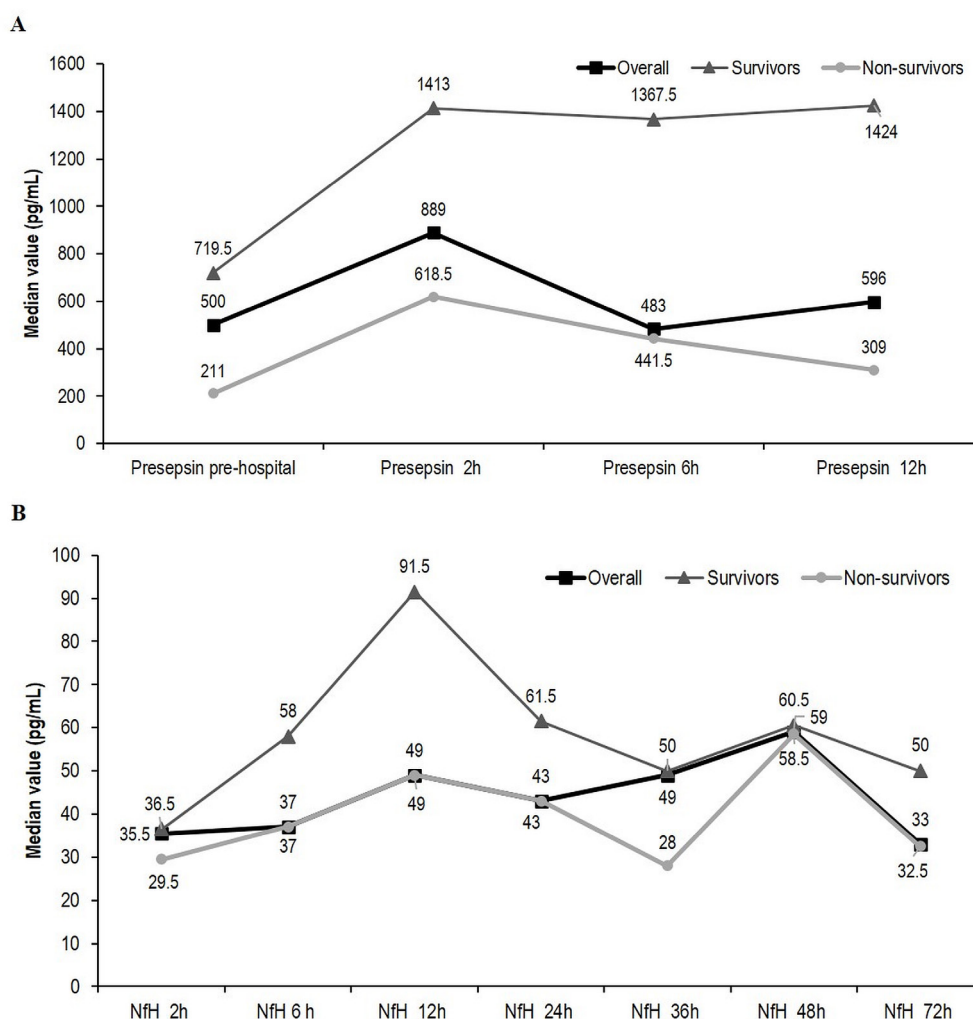 A
1600
1400
1200
1000
800
600
400
200
0
Median value (pg/mL)
Overall Survivors Non-survivors
1413 1367.5 1424
719.5 889 483 596
500 618.5 441.5 309
211
Presepsin pre-hospital Presepsin 2h Presepsin 6h Presepsin 12h
B
100
90
80
70
60
50
40
30
20
10
0
Median value (pg/mL)
Overall Survivors Non-survivors
36.5 58 91.5 61.5 50 60.5 50
35.5 37 49 43 49 59 33
29.5 37 49 43 28 58.5 32.5
NfH 2h NfH 6 h NfH 12h NfH 24h NfH 36h NfH 48h NfH 72h